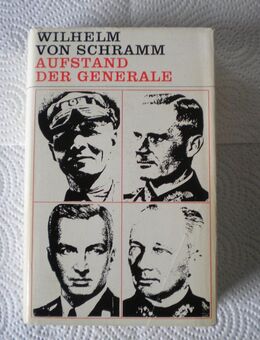 WILHELM
VON SCHRAMM
AUFSTAND
DER GENERALE